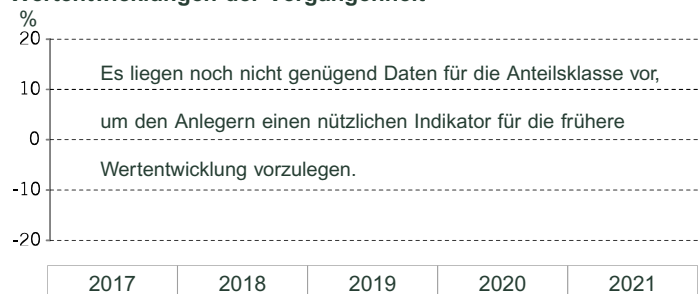 %
20
10
0
-10
-20
Es liegen noch nicht genügend Daten für die Anteilsklasse vor,
um den Anlegern einen nützlichen Indikator für die frühere
Wertentwicklung vorzulegen.
2017 2018 2019 2020 2021